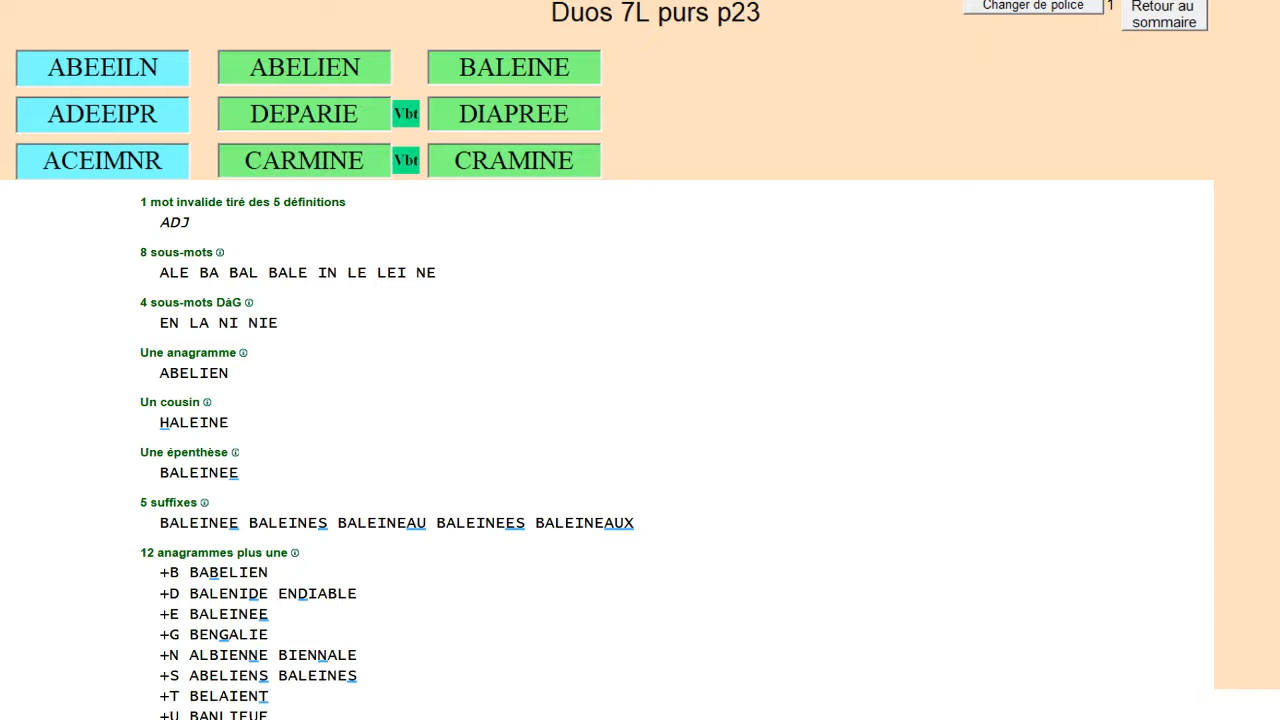 Duos 7L purs p23
Changer de police 1 Retour au sommaire
ABEEILN ABELIEN BALEINE
ADEEIPR DEPARIE Vbt DIAPREE
ACEIMNR CARMINE Vbt CRAMINE
1 mot invalide tiré des 5 définitions
ADJ
8 sous-mots
ALE BA BAL BALE IN LE LEI NE
4 sous-mots DàG
EN LA NI NIE
Une anagramme
ABELIEN
Un cousin
HALEINE
Une épenthèse
BALEINEE
5 suffixes
BALEINEE BALEINES BALEINEAU BALEINEES BALEINEAUX
12 anagrammes plus une
+B BABELIEN
+D BALENIDE ENDIABLE
+E BALEINEE
+G BENGALIE
+N ALBIENNE BIENNALE
+S ABELIENS BALEINES
+T BELAIENT
+U BANLIEUE